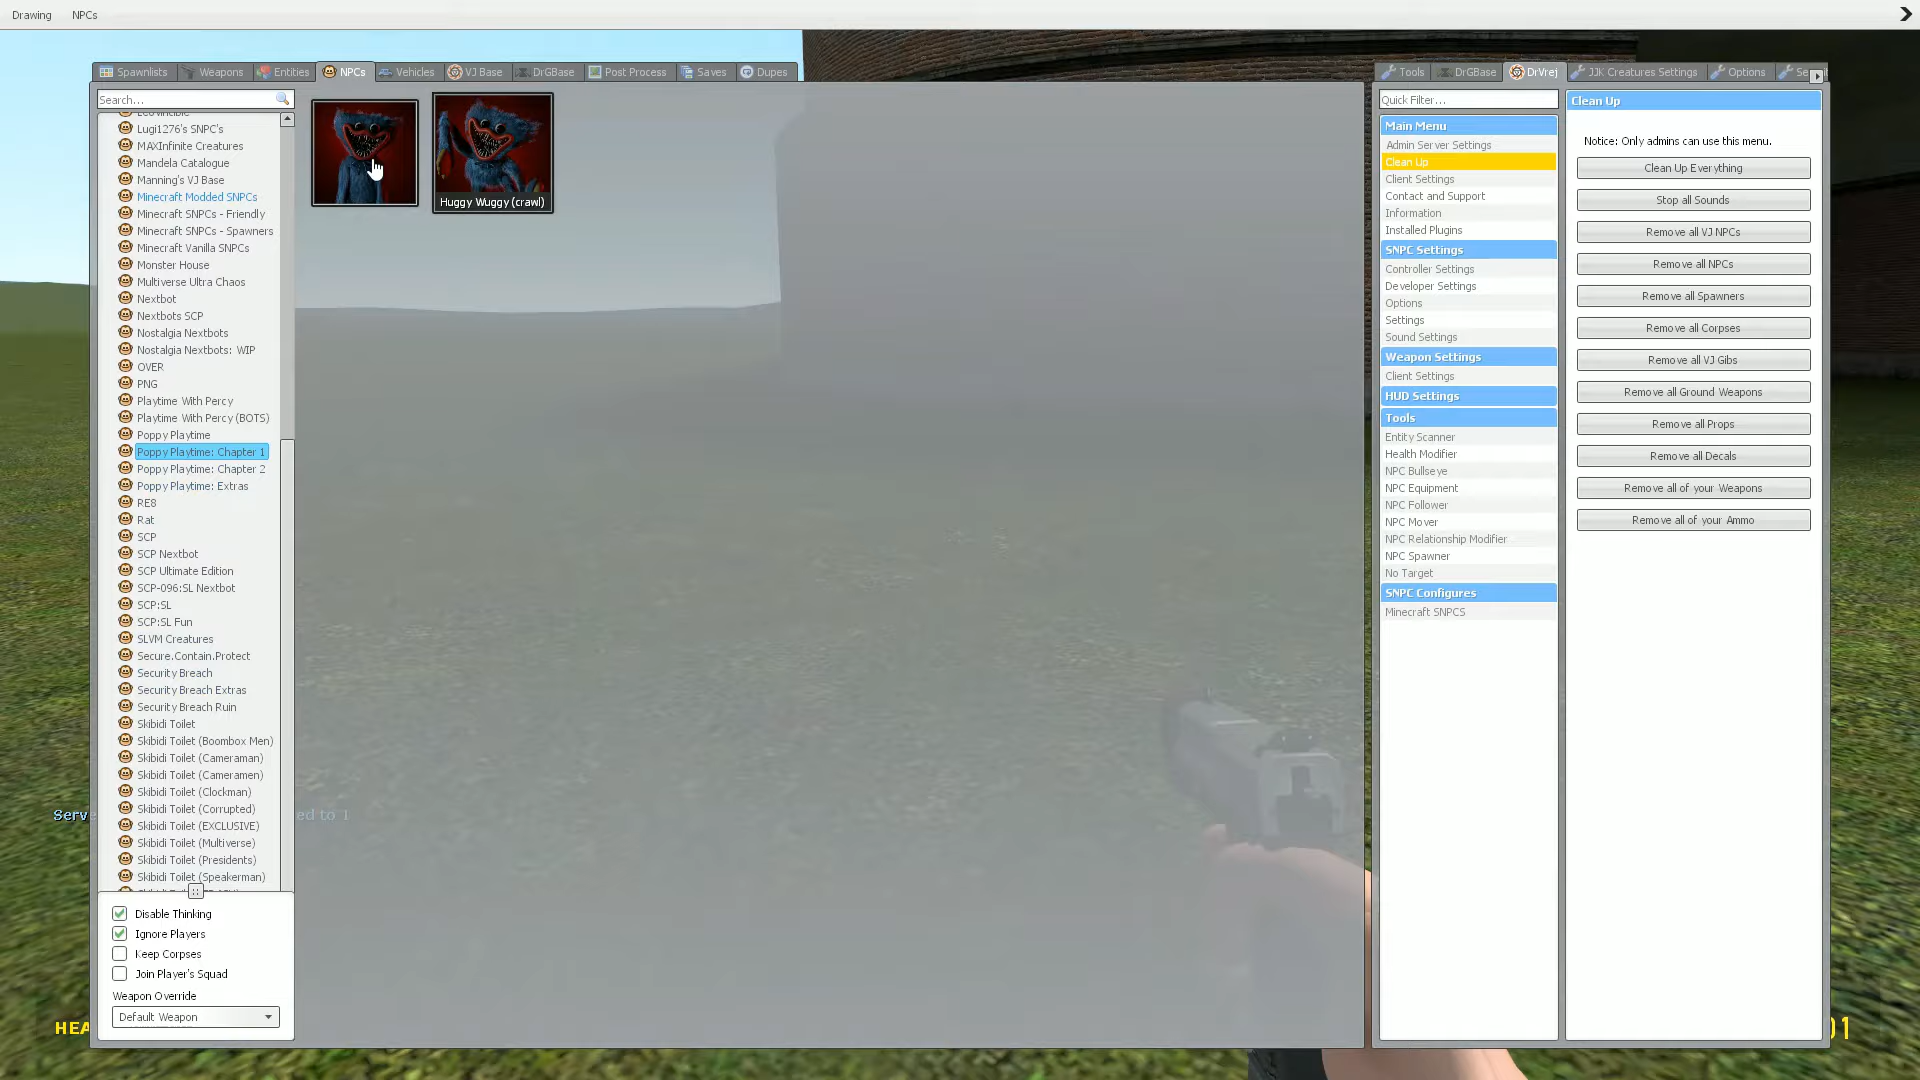 Drawing NPCs
Spawnlists Weapons Entities NPCs Vehicles VJ Base DrGBase Post Process Saves Dupes
Search...
Lugi1276's SNPC's
MAXInfinite Creatures
Mandela Catalogue
Manning's VJ Base
Minecraft Modded SNPCs
Minecraft SNPCs - Friendly
Minecraft SNPCs - Spawners
Minecraft Vanilla SNPCs
Monster House
Multiverse Ultra Chaos
Nextbot
Nextbots SCP
Nostalgia Nextbots
Nostalgia Nextbots: WIP
OVER
PNG
Playtime With Percy
Playtime With Percy (BOTS)
Poppy Playtime
Poppy Playtime: Chapter 1
Poppy Playtime: Chapter 2
Poppy Playtime: Extras
RE8
Rat
SCP
SCP Nextbot
SCP Ultimate Edition
SCP-096:SL Nextbot
SCP:SL
SCP:SL Fun
SLVM Creatures
Secure.Contain.Protect
Security Breach
Security Breach Extras
Security Breach Ruin
Skibidi Toilet
Skibidi Toilet (Boombox Men)
Skibidi Toilet (Cameraman)
Skibidi Toilet (Cameramen)
Skibidi Toilet (Clockman)
Skibidi Toilet (Corrupted)
Skibidi Toilet (EXCLUSIVE)
Skibidi Toilet (Multiverse)
Skibidi Toilet (Presidents)
Skibidi Toilet (Speakerman)
Disable Thinking
Ignore Players
Keep Corpses
Join Player's Squad
Weapon Override
Default Weapon
Huggy Wuggy (crawl)
Serv
ed to 1
HEA
01
Tools DrGBase DrVrej JJK Creatures Settings Options Se
Quick Filter...
Main Menu
Admin Server Settings
Clean Up
Client Settings
Contact and Support
Information
Installed Plugins
SNPC Settings
Controller Settings
Developer Settings
Options
Settings
Sound Settings
Weapon Settings
Client Settings
HUD Settings
Tools
Entity Scanner
Health Modifier
NPC Bullseye
NPC Equipment
NPC Follower
NPC Mover
NPC Relationship Modifier
NPC Spawner
No Target
SNPC Configures
Minecraft SNPCS
Clean Up
Notice: Only admins can use this menu.
Clean Up Everything
Stop all Sounds
Remove all VJ NPCs
Remove all NPCs
Remove all Spawners
Remove all Corpses
Remove all VJ Gibs
Remove all Ground Weapons
Remove all Props
Remove all Decals
Remove all of your Weapons
Remove all of your Ammo